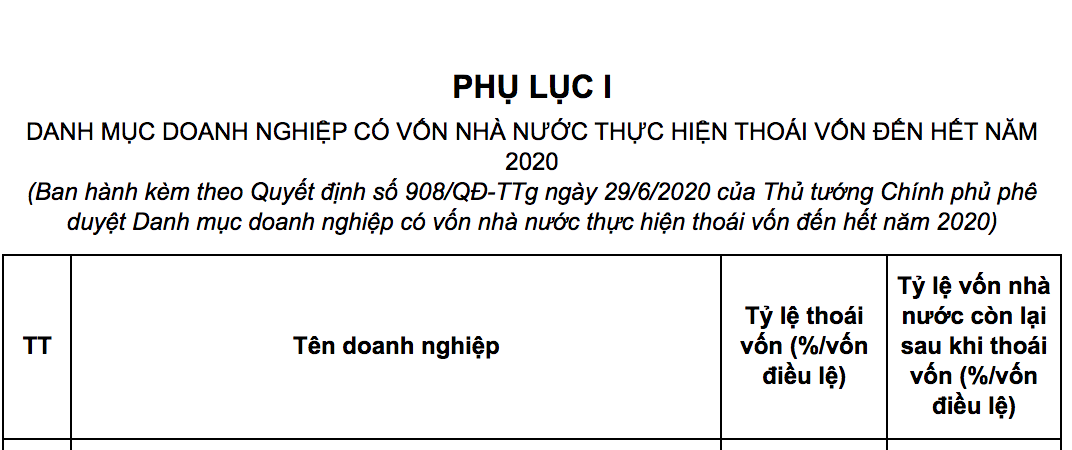 PHỤ LỤC I
DANH MỤC DOANH NGHIỆP CÓ VỐN NHÀ NƯỚC THỰC HIỆN THOÁI VỐN ĐẾN HẾT NĂM
2020
(Ban hành kèm theo Quyết định số 908/QĐ-TTg ngày 29/6/2020 của Thủ tướng Chính phủ phê
duyệt Danh mục doanh nghiệp có vốn nhà nước thực hiện thoái vốn đến hết năm 2020)
TT
Tên doanh nghiệp
Tỷ lệ thoái
vốn (%/vốn
điều lệ)
Tỷ lệ vốn nhà
nước còn lại
sau khi thoái
vốn (%/vốn
điều lệ)